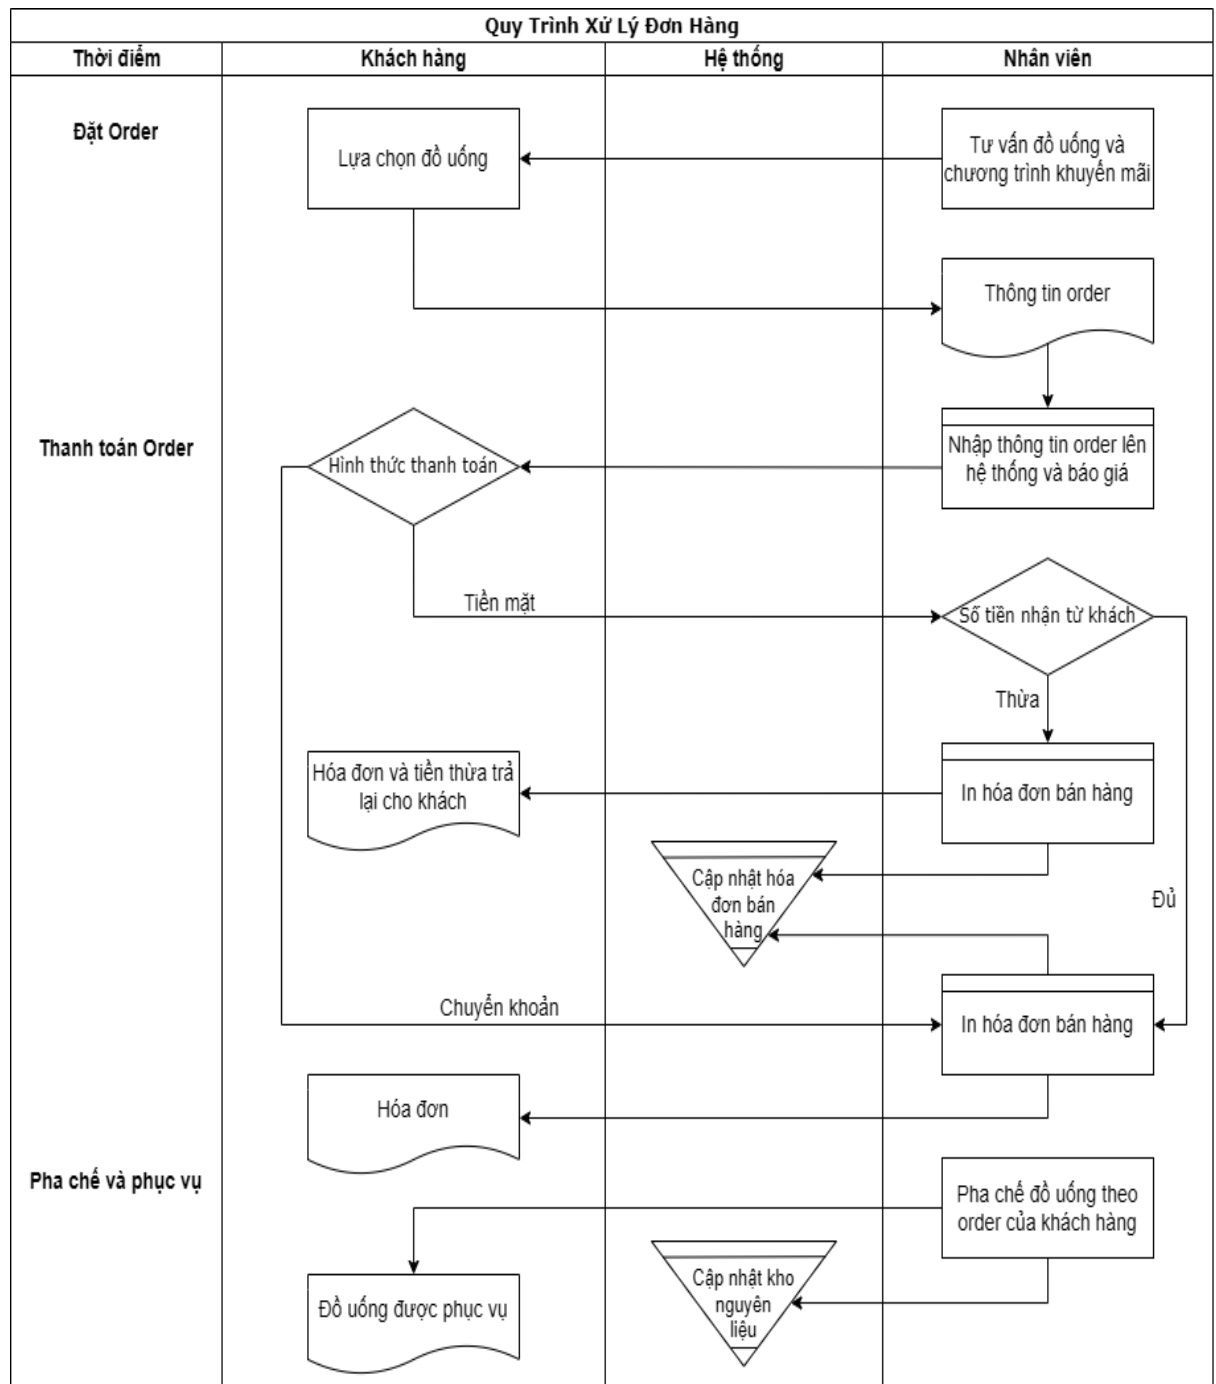 Quy Trình Xử Lý Đơn Hàng
Thời điểm
Khách hàng
Hệ thống
Nhân viên
Đặt Order
Lựa chọn đồ uống
Tư vấn đồ uống và
chương trình khuyến mãi
Thông tin order
Thanh toán Order
Hình thức thanh toán
Nhập thông tin order lên
hệ thống và báo giá
Tiền mặt
Số tiền nhận từ khách
Thừa
Hóa đơn và tiền thừa trả
lại cho khách
In hóa đơn bán hàng
Cập nhật hóa
đơn bán
hàng
Đủ
Chuyển khoản
In hóa đơn bán hàng
Hóa đơn
Pha chế và phục vụ
Pha chế đồ uống theo
order của khách hàng
Đồ uống được phục vụ
Cập nhật kho
nguyên
liệu